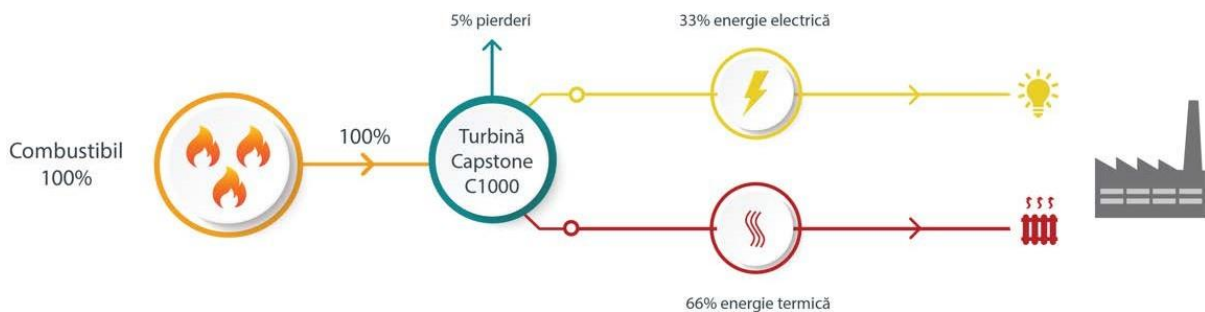 5% pierderi
33% energie electrică
Combustibil
100%
100%
Turbină
Capstone
C1000
66% energie termică